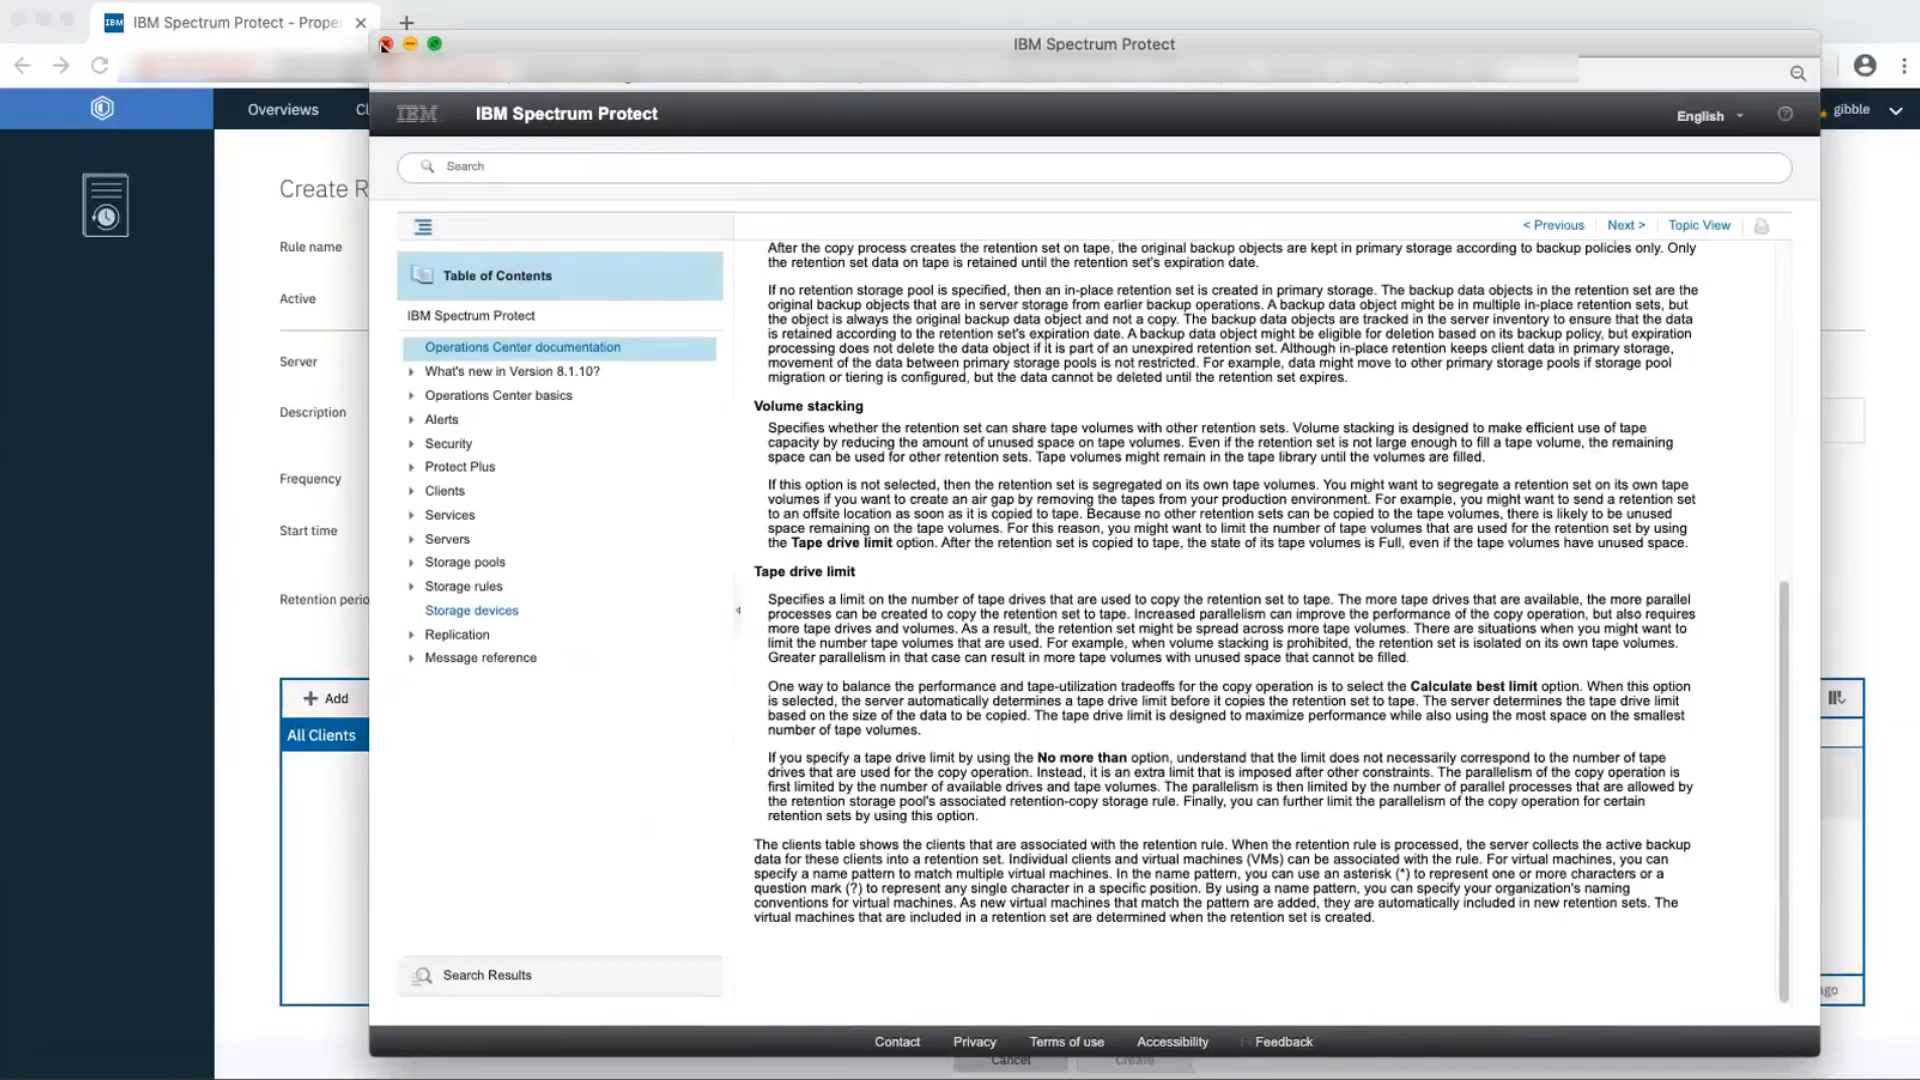 IBM
IBM Spectrum Protect - Prope
IBM Spectrum Protect
Overviews
gibble
IBM
IBM Spectrum Protect
English
Search
Create R
Rule name
Active
Server
Description
Frequency
Start time
Retention perio
Add
All Clients
Table of Contents
IBM Spectrum Protect
Operations Center documentation
What's new in Version 8.1.10?
Operations Center basics
Alerts
Security
Protect Plus
Clients
Services
Servers
Storage pools
Storage rules
Storage devices
Replication
Message reference
Search Results
< Previous
Next >
Topic View
After the copy process creates the retention set on tape, the original backup objects are kept in primary storage according to backup policies only. Only
the retention set data on tape is retained until the retention set's expiration date.
If no retention storage pool is specified, then an in-place retention set is created in primary storage. The backup data objects in the retention set are the
original backup objects that are in server storage from earlier backup operations. A backup data object might be in multiple in-place retention sets, but
the object is always the original backup data object and not a copy. The backup data objects are tracked in the server inventory to ensure that the data
is retained according to the retention set's expiration date. A backup data object might be eligible for deletion based on its backup policy, but expiration
processing does not delete the data object if it is part of an unexpired retention set. Although in-place retention keeps client data in primary storage,
movement of the data between primary storage pools is not restricted. For example, data might move to other primary storage pools if storage pool
migration or tiering is configured, but the data cannot be deleted until the retention set expires.
Volume stacking
Specifies whether the retention set can share tape volumes with other retention sets. Volume stacking is designed to make efficient use of tape
capacity by reducing the amount of unused space on tape volumes. Even if the retention set is not large enough to fill a tape volume, the remaining
space can be used for other retention sets. Tape volumes might remain in the tape library until the volumes are filled.
If this option is not selected, then the retention set is segregated on its own tape volumes. You might want to segregate a retention set on its own tape
volumes if you want to create an air gap by removing the tapes from your production environment. For example, you might want to send a retention set
to an offsite location as soon as it is copied to tape. Because no other retention sets can be copied to the tape volumes, there is likely to be unused
space remaining on the tape volumes. For this reason, you might want to limit the number of tape volumes that are used for the retention set by using
the Tape drive limit option. After the retention set is copied to tape, the state of its tape volumes is Full, even if the tape volumes have unused space.
Tape drive limit
Specifies a limit on the number of tape drives that are used to copy the retention set to tape. The more tape drives that are available, the more parallel
processes can be created to copy the retention set to tape. Increased parallelism can improve the performance of the copy operation, but also requires
more tape drives and volumes. As a result, the retention set might be spread across more tape volumes. There are situations when you might want to
limit the number tape volumes that are used. For example, when volume stacking is prohibited, the retention set is isolated on its own tape volumes.
Greater parallelism in that case can result in more tape volumes with unused space that cannot be filled.
One way to balance the performance and tape-utilization tradeoffs for the copy operation is to select the Calculate best limit option. When this option
is selected, the server automatically determines a tape drive limit before it copies the retention set to tape. The server determines the tape drive limit
based on the size of the data to be copied. The tape drive limit is designed to maximize performance while also using the most space on the smallest
number of tape volumes.
If you specify a tape drive limit by using the No more than option, understand that the limit does not necessarily correspond to the number of tape
drives that are used for the copy operation. Instead, it is an extra limit that is imposed after other constraints. The parallelism of the copy operation is
first limited by the number of available drives and tape volumes. The parallelism is then limited by the number of parallel processes that are allowed by
the retention storage pool's associated retention-copy storage rule. Finally, you can further limit the parallelism of the copy operation for certain
retention sets by using this option.
The clients table shows the clients that are associated with the retention rule. When the retention rule is processed, the server collects the active backup
data for these clients into a retention set. Individual clients and virtual machines (VMs) can be associated with the rule. For virtual machines, you can
specify a name pattern to match multiple virtual machines. In the name pattern, you can use an asterisk (*) to represent one or more characters or a
question mark (?) to represent any single character in a specific position. By using a name pattern, you can specify your organization's naming
conventions for virtual machines. As new virtual machines that match the pattern are added, they are automatically included in new retention sets. The
virtual machines that are included in a retention set are determined when the retention set is created.
ago
Contact
Privacy
Terms of use
Accessibility
Feedback
Cancel
Create